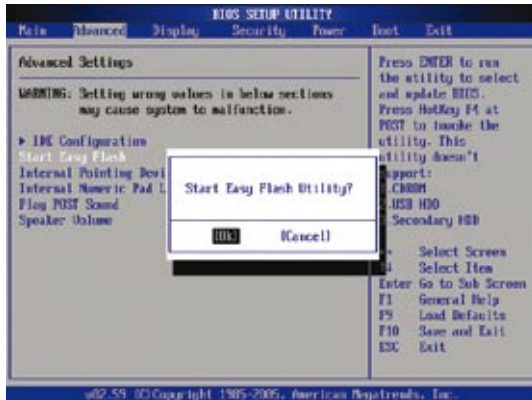 BIOS SETUP UTILITY
Main Advanced Display Security Power Boot Exit
Advanced Settings
WARNING: Setting wrong values in below sections
may cause system to malfunction.
▶ IDE Configuration
Start Easy Flash
Internal Pointing Devi
Internal Numeric Pad L
Play POST Sound
Speaker Volume
Start Easy Flash Utility?
[Ok] [Cancel]
Press ENTER to run
the utility to select
and update BIOS.
Press HotKey F4 at
POST to invoke the
utility. This
utility doesn't
upport:
.CDROM
.USB HDD
Secondary HDD
Select Screen
Select Item
Enter Go to Sub Screen
F1 General Help
F9 Load Defaults
F10 Save and Exit
ESC Exit
v02.59 (C)Copyright 1985-2005, American Megatrends, Inc.